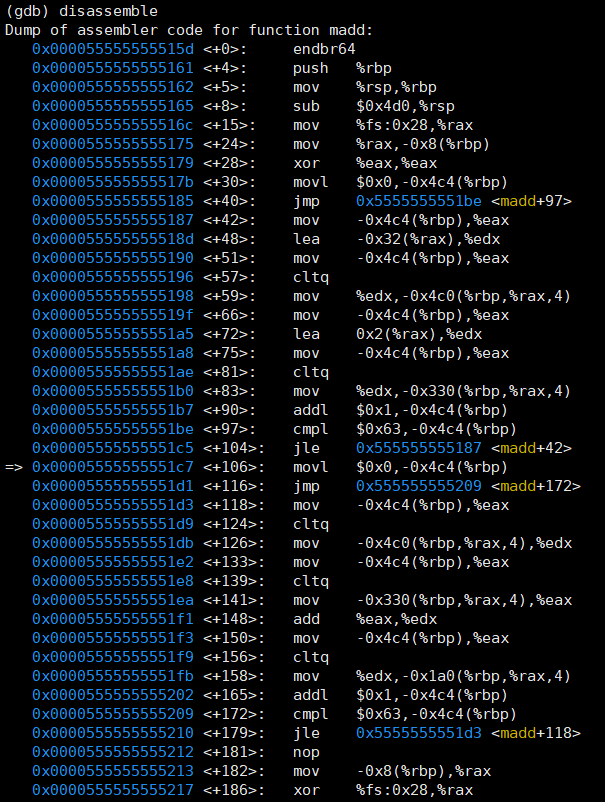 (gdb) disassemble
Dump of assembler code for function madd:
   0x000055555555515d <+0>:	endbr64
   0x0000555555555161 <+4>:	push   %rbp
   0x0000555555555162 <+5>:	mov    %rsp,%rbp
   0x0000555555555165 <+8>:	sub    $0x4d0,%rsp
   0x000055555555516c <+15>:	mov    %fs:0x28,%rax
   0x0000555555555175 <+24>:	mov    %rax,-0x8(%rbp)
   0x0000555555555179 <+28>:	xor    %eax,%eax
   0x000055555555517b <+30>:	movl   $0x0,-0x4c4(%rbp)
   0x0000555555555185 <+40>:	jmp    0x5555555551be <madd+97>
   0x0000555555555187 <+42>:	mov    -0x4c4(%rbp),%eax
   0x000055555555518d <+48>:	lea    -0x32(%rax),%edx
   0x0000555555555190 <+51>:	mov    -0x4c4(%rbp),%eax
   0x0000555555555196 <+57>:	cltq
   0x0000555555555198 <+59>:	mov    %edx,-0x4c0(%rbp,%rax,4)
   0x000055555555519f <+66>:	mov    -0x4c4(%rbp),%eax
   0x00005555555551a5 <+72>:	lea    0x2(%rax),%edx
   0x00005555555551a8 <+75>:	mov    -0x4c4(%rbp),%eax
   0x00005555555551ae <+81>:	cltq
   0x00005555555551b0 <+83>:	mov    %edx,-0x330(%rbp,%rax,4)
   0x00005555555551b7 <+90>:	addl   $0x1,-0x4c4(%rbp)
   0x00005555555551be <+97>:	cmpl   $0x63,-0x4c4(%rbp)
   0x00005555555551c5 <+104>:	jle    0x555555555187 <madd+42>
=> 0x00005555555551c7 <+106>:	movl   $0x0,-0x4c4(%rbp)
   0x00005555555551d1 <+116>:	jmp    0x555555555209 <madd+172>
   0x00005555555551d3 <+118>:	mov    -0x4c4(%rbp),%eax
   0x00005555555551d9 <+124>:	cltq
   0x00005555555551db <+126>:	mov    -0x4c0(%rbp,%rax,4),%edx
   0x00005555555551e2 <+133>:	mov    -0x4c4(%rbp),%eax
   0x00005555555551e8 <+139>:	cltq
   0x00005555555551ea <+141>:	mov    -0x330(%rbp,%rax,4),%eax
   0x00005555555551f1 <+148>:	add    %eax,%edx
   0x00005555555551f3 <+150>:	mov    -0x4c4(%rbp),%eax
   0x00005555555551f9 <+156>:	cltq
   0x00005555555551fb <+158>:	mov    %edx,-0x1a0(%rbp,%rax,4)
   0x0000555555555202 <+165>:	addl   $0x1,-0x4c4(%rbp)
   0x0000555555555209 <+172>:	cmpl   $0x63,-0x4c4(%rbp)
   0x0000555555555210 <+179>:	jle    0x5555555551d3 <madd+118>
   0x0000555555555212 <+181>:	nop
   0x0000555555555213 <+182>:	mov    -0x8(%rbp),%rax
   0x0000555555555217 <+186>:	xor    %fs:0x28,%rax